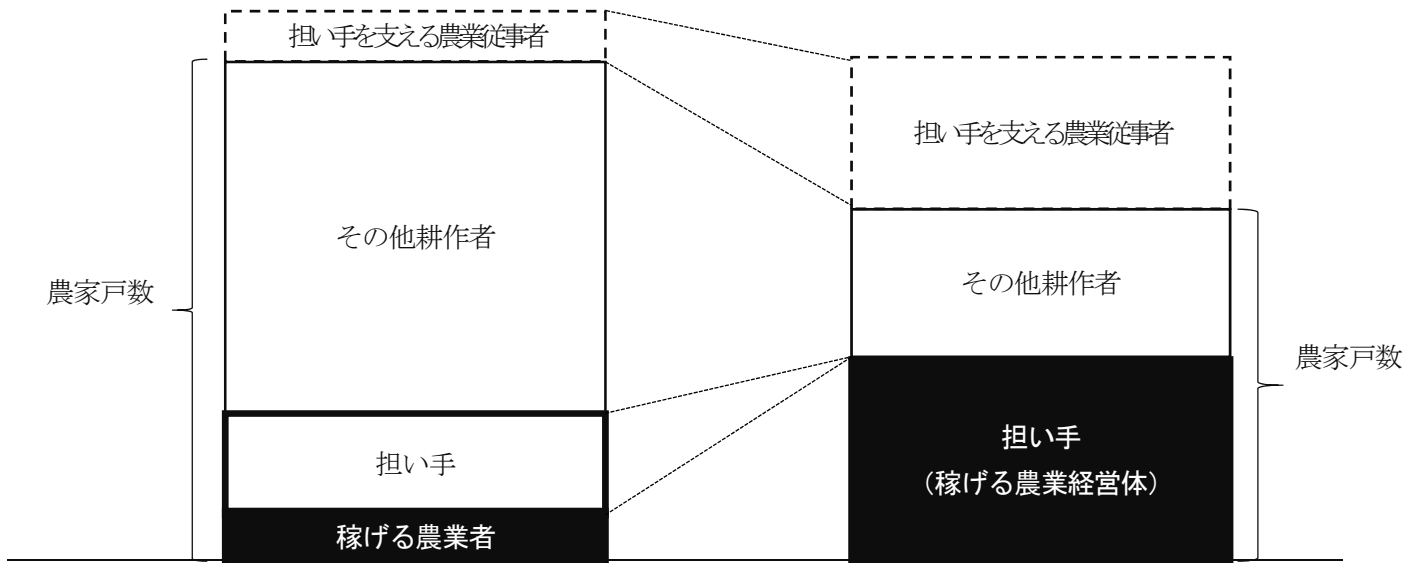 担い手を支える農業従事者
その他耕作者
農家戸数
担い手
稼げる農業者
担い手を支える農業従事者
その他耕作者
農家戸数
担い手
（稼げる農業経営体）